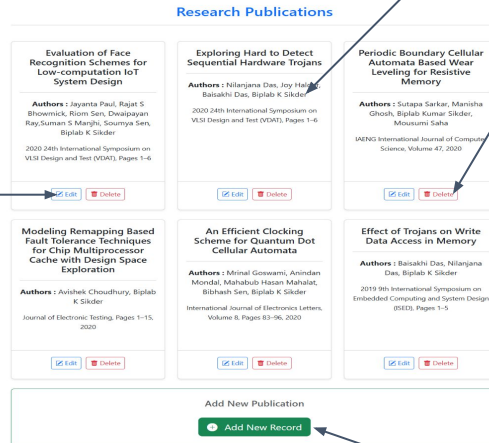 Research Publications
Evaluation of Face
Recognition Schemes for
Low-computation IoT
System Design
Authors : Jayanta Paul, Rajat S
Bhowmick, Riom Sen, Dwaipayan
Ray,Suman S Manjhi, Soumya Sen,
Biplab K Sikder
2020 24th International Symposium on
VLSI Design and Test (VDAT), Pages 1–6
Edit
Delete
Exploring Hard to Detect
Sequential Hardware Trojans
Authors : Nilanjana Das, Joy
Baisakhi Das, Biplab K Sikder
2020 24th International Symposium on
VLSI Design and Test (VDAT), Pages 1–6
Edit
Delete
Periodic Boundary Cellular
Automata Based Wear
Leveling for Resistive
Memory
Authors : Sutapa Sarkar, Manisha
Ghosh, Biplab Kumar Sikder,
Mousumi Saha
IAENG International Journal of Computer
Science, Volume 47, 2020
Edit
Delete
Modeling Remapping Based
Fault Tolerance Techniques
for Chip Multiprocessor
Cache with Design Space
Exploration
Authors : Avishek Choudhury, Biplab
K Sikder
Journal of Electronic Testing, Pages 1–15,
2020
Edit
Delete
An Efficient Clocking
Scheme for Quantum Dot
Cellular Automata
Authors : Mrinal Goswami, Anindan
Mondal, Mahabub Hasan Mahalat,
Bibhash Sen, Biplab K Sikder
International Journal of Electronics Letters,
Volume 8, Pages 83–96, 2020
Edit
Delete
Effect of Trojans on Write
Data Access in Memory
Authors : Baisakhi Das, Nilanjana
Das, Biplab K Sikder
2019 9th International Symposium on
Embedded Computing and System Design
(ISED), Pages 1–5
Edit
Delete
Add New Publication
Add New Record